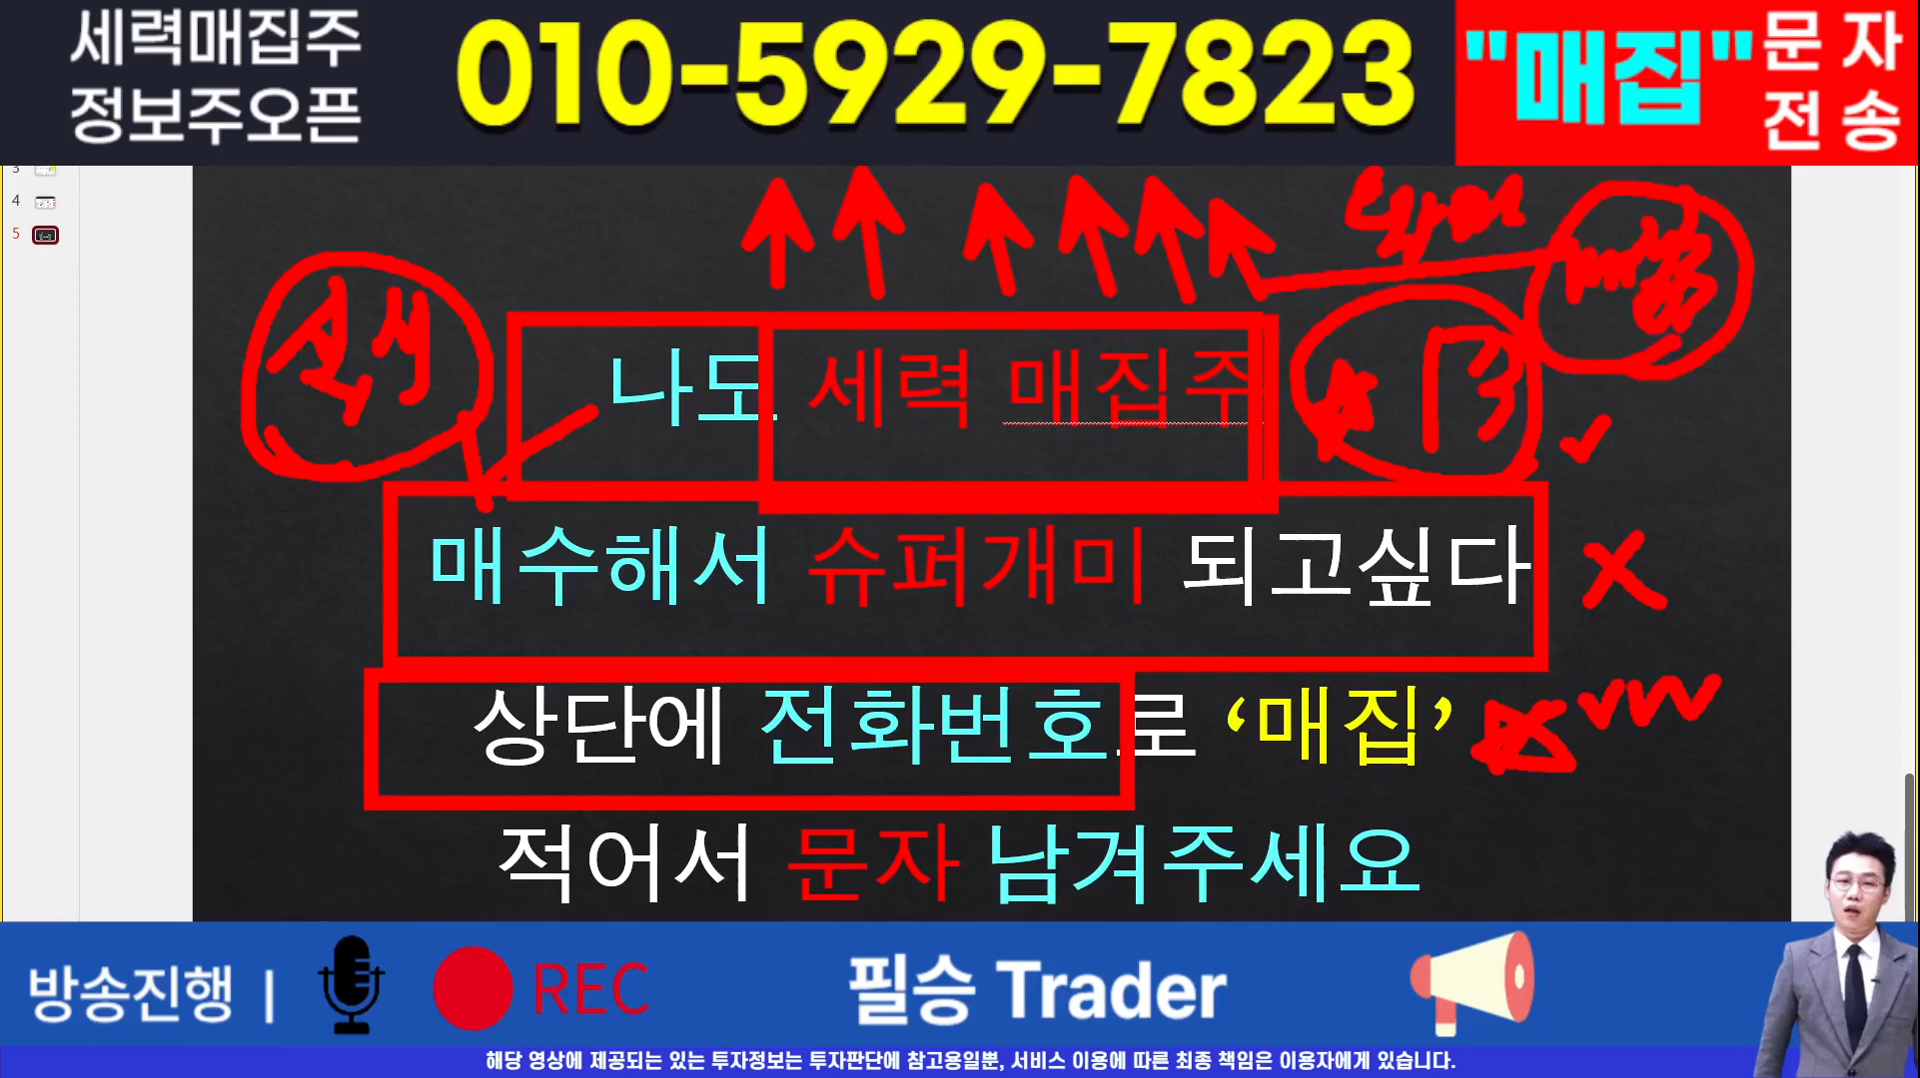 세력매집주
정보주오픈
010-5929-7823
"매집"
문자
전송
4
5
나도 세력 매집주
매수해서 슈퍼개미 되고싶다
상단에 전화번호로 ‘매집’
적어서 문자 남겨주세요
방송진행 |
REC
필승 Trader
해당 영상에 제공되는 있는 투자정보는 투자판단에 참고용일뿐, 서비스 이용에 따른 최종 책임은 이용자에게 있습니다.